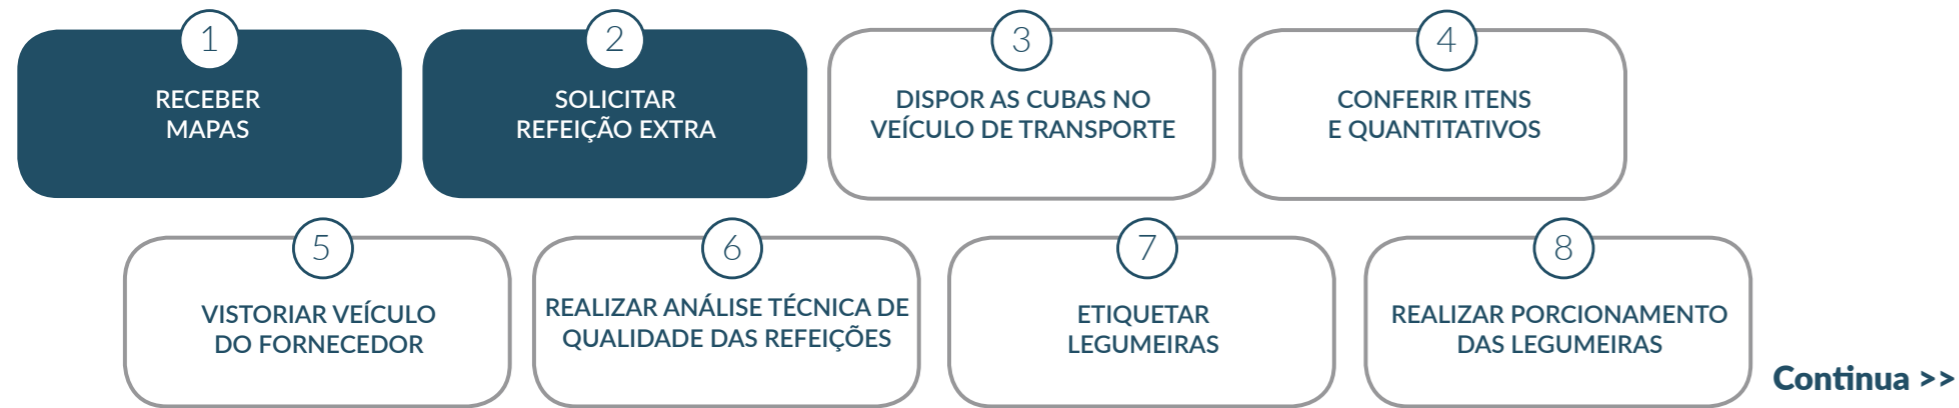 1
RECEBER
MAPAS
2
SOLICITAR
REFEIÇÃO EXTRA
3
DISPOR AS CUBAS NO
VEÍCULO DE TRANSPORTE
4
CONFERIR ITENS
E QUANTITATIVOS
5
VISTORIAR VEÍCULO
DO FORNECEDOR
6
REALIZAR ANÁLISE TÉCNICA DE
QUALIDADE DAS REFEIÇÕES
7
ETIQUETAR
LEGUMEIRAS
8
REALIZAR PORCIONAMENTO
DAS LEGUMEIRAS
Continua >>